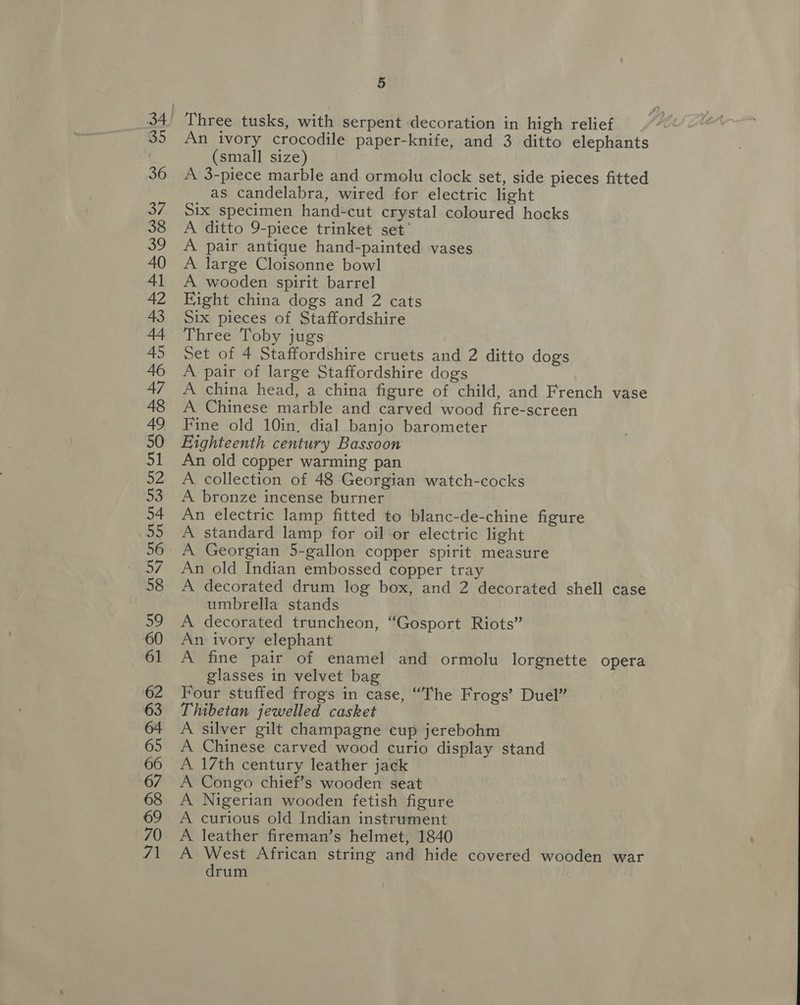 5
34 Three tusks, with serpent decoration in high relief
35 An ivory crocodile paper-knife, and 3 ditto elephants
(small size)
36 A 3-piece marble and ormolu clock set, side pieces fitted
as candelabra, wired for electric light
37 Six specimen hand-cut crystal coloured hocks
38 A ditto 9-piece trinket set
39 A pair antique hand-painted vases
40 A large Cloisonne bowl
41 A wooden spirit barrel
42 Eight china dogs and 2 cats
43 Six pieces of Staffordshire
44 Three Toby jugs
45 Set of 4 Staffordshire cruets and 2 ditto dogs
46 A pair of large Staffordshire dogs
47 A china head, a china figure of child, and French vase
48 A Chinese marble and carved wood fire-screen
49 Fine old 10in. dial banjo barometer
50 Eighteenth century Bassoon
51 An old copper warming pan
52 A collection of 48 Georgian watch-cocks
53 A bronze incense burner
54 An electric lamp fitted to blanc-de-chine figure
55 A standard lamp for oil or electric light
56 A Georgian 5-gallon copper spirit measure
57 An old Indian embossed copper tray
58 A decorated drum log box, and 2 decorated shell case
umbrella stands
59 A decorated truncheon, “Gosport Riots”
60 An ivory elephant
61 A fine pair of enamel and ormolu lorgnette opera
glasses in velvet bag
62 Four stuffed frogs in case, “The Frogs’ Duel”
63 Thibetan jewelled casket
64 A silver gilt champagne cup jerebohm
65 A Chinese carved wood curio display stand
66 A 17th century leather jack
67 A Congo chief’s wooden seat
68 A Nigerian wooden fetish figure
69 A curious old Indian instrument
70 A leather fireman’s helmet, 1840
71 A West African string and hide covered wooden war
drum